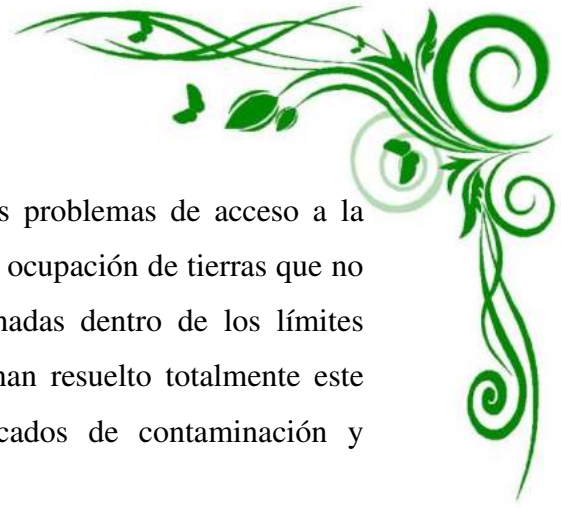 s problemas de acceso a la
ocupación de tierras que no
nadas dentro de los límites
han resuelto totalmente este
cados de contaminación y